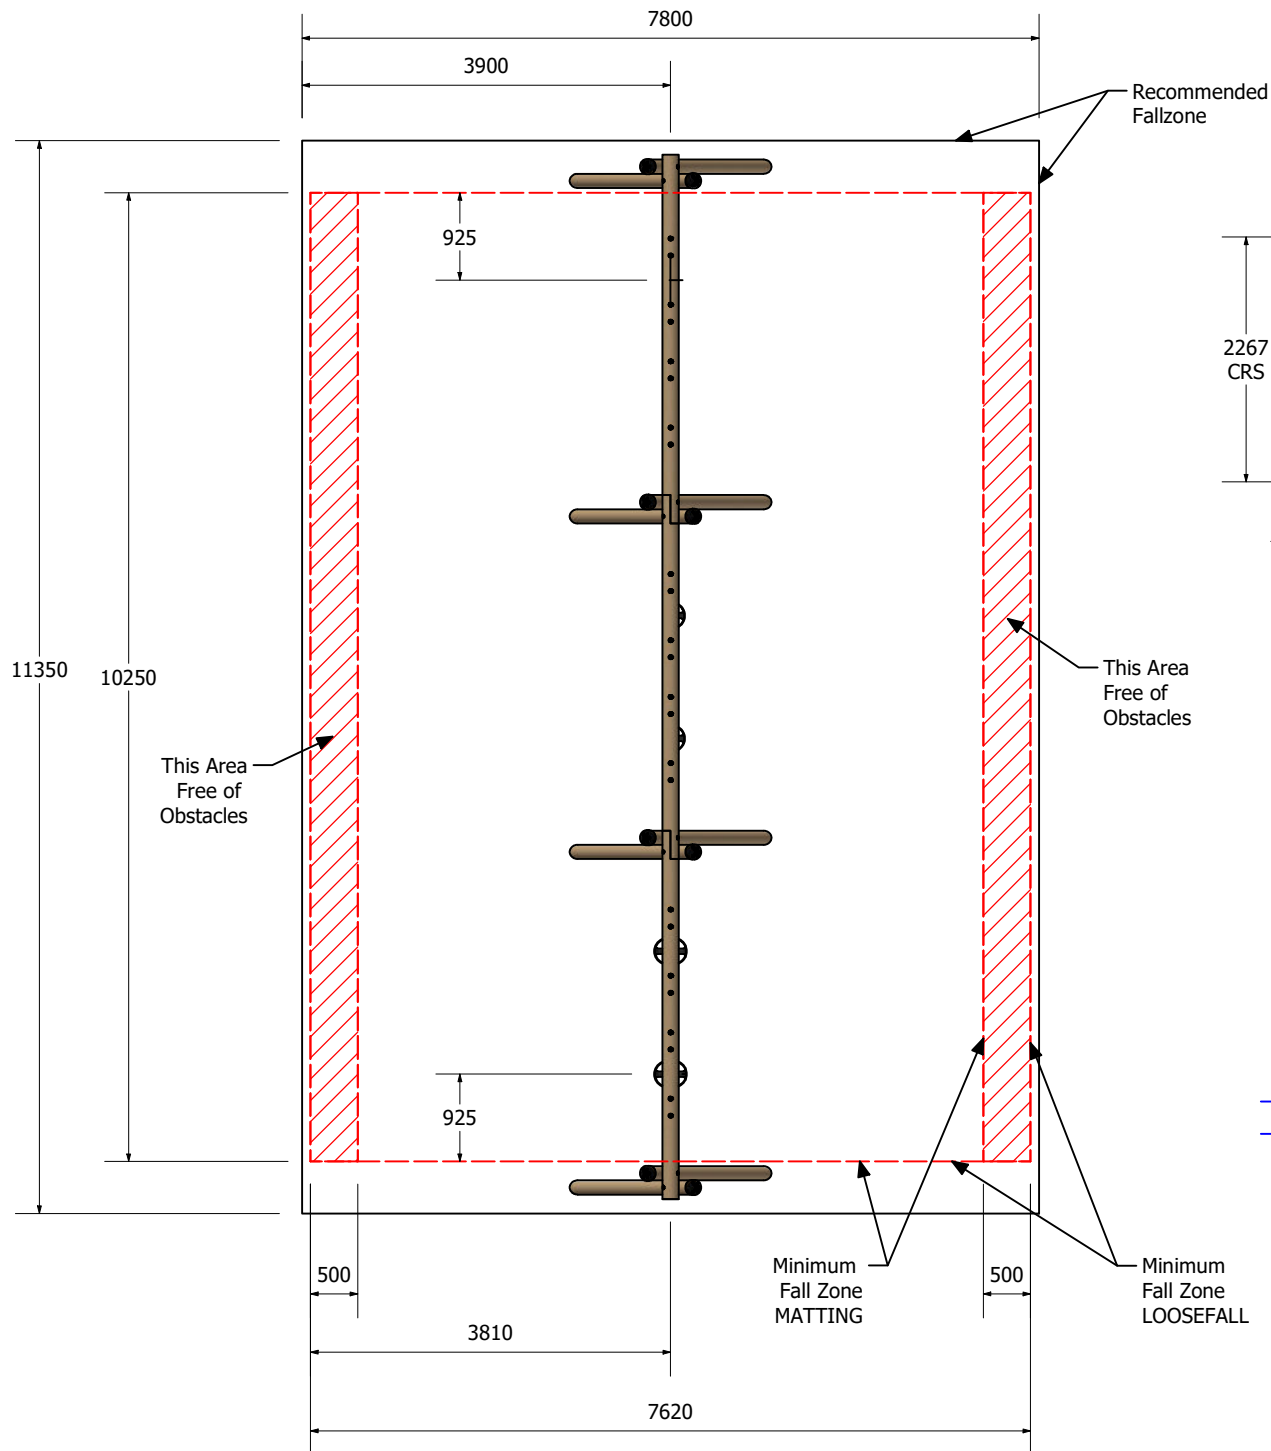 7800
3900
Recommended
Fallzone
925
2267
CRS
11350
10250
This Area
Free of
Obstacles
This Area
Free of
Obstacles
925
500
Minimum
Fall Zone
MATTING
500
Minimum
Fall Zone
LOOSEFALL
3810
7620